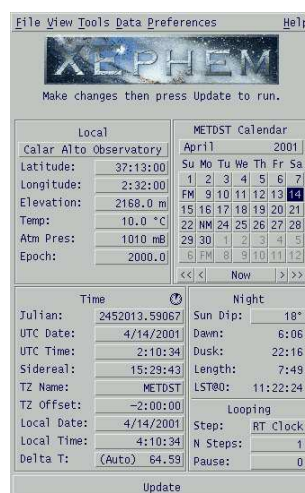 File View Tools Data Preferences Help
XEPHEM
Make changes then press Update to run.
Local
Calar Alto Observatory
Latitude: 37:13:00
Longitude: 2:32:00
Elevation: 2168.0 m
Temp: 10.0 °C
Atm Pres: 1010 mB
Epoch: 2000.0
METDST Calendar
April 2001
Su Mo Tu We Th Fr Sa
1 2 3 4 5 6 7
FM 9 10 11 12 13 14
15 16 17 18 19 20 21
22 NM 24 25 26 27 28
29 30 1 2 3 4 5
6 FM 8 9 10 11 12
<< < Now > >>
Time
Julian: 2452013.59067
UTC Date: 4/14/2001
UTC Time: 2:10:34
Sidereal: 15:29:43
TZ Name: METDST
TZ Offset: -2:00:00
Local Date: 4/14/2001
Local Time: 4:10:34
Delta T: (Auto) 64.59
Night
Sun Dip: 18°
Dawn: 6:06
Dusk: 22:16
Length: 7:49
LST@0: 11:22:24
Looping
Step: RT Clock
N Steps: 1
Pause: 0
Update